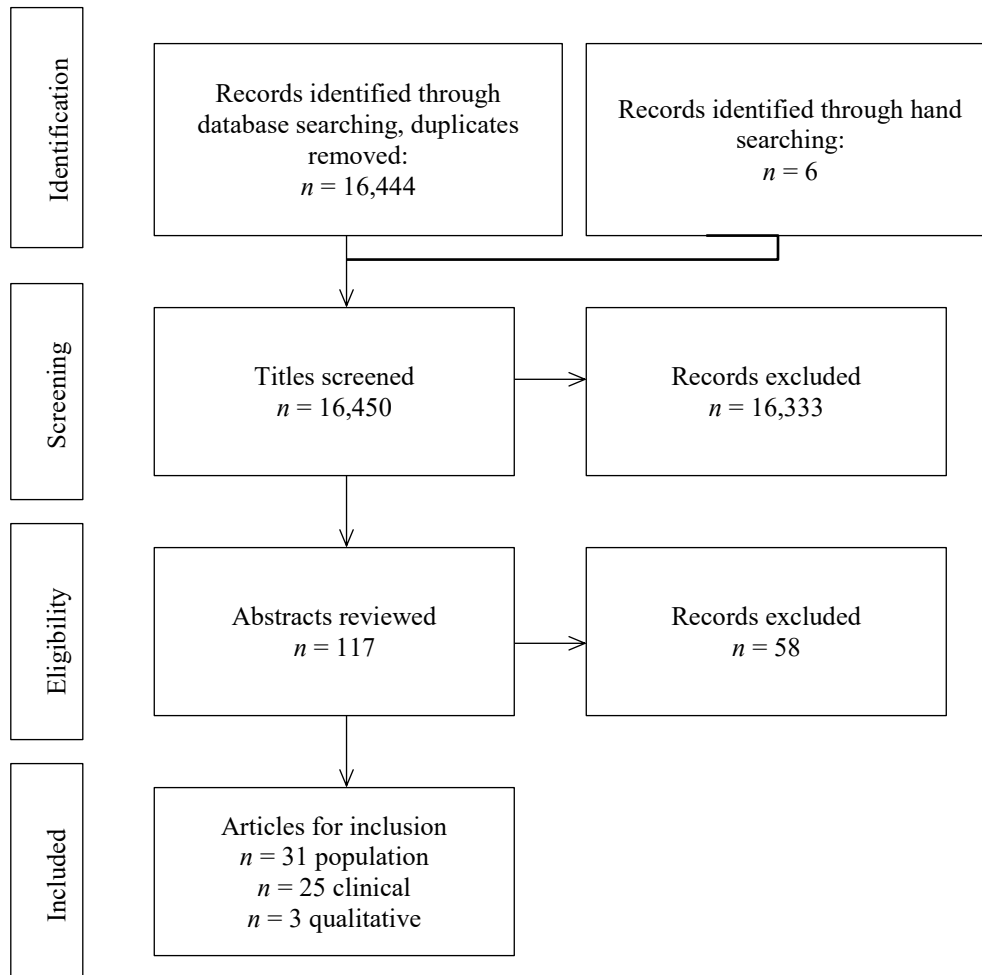 Identification
Records identified through
database searching, duplicates
removed:
n = 16,444
Records identified through hand
searching:
n = 6
Screening
Titles screened
n = 16,450
Records excluded
n = 16,333
Eligibility
Abstracts reviewed
n = 117
Records excluded
n = 58
Included
Articles for inclusion
n = 31 population
n = 25 clinical
n = 3 qualitative